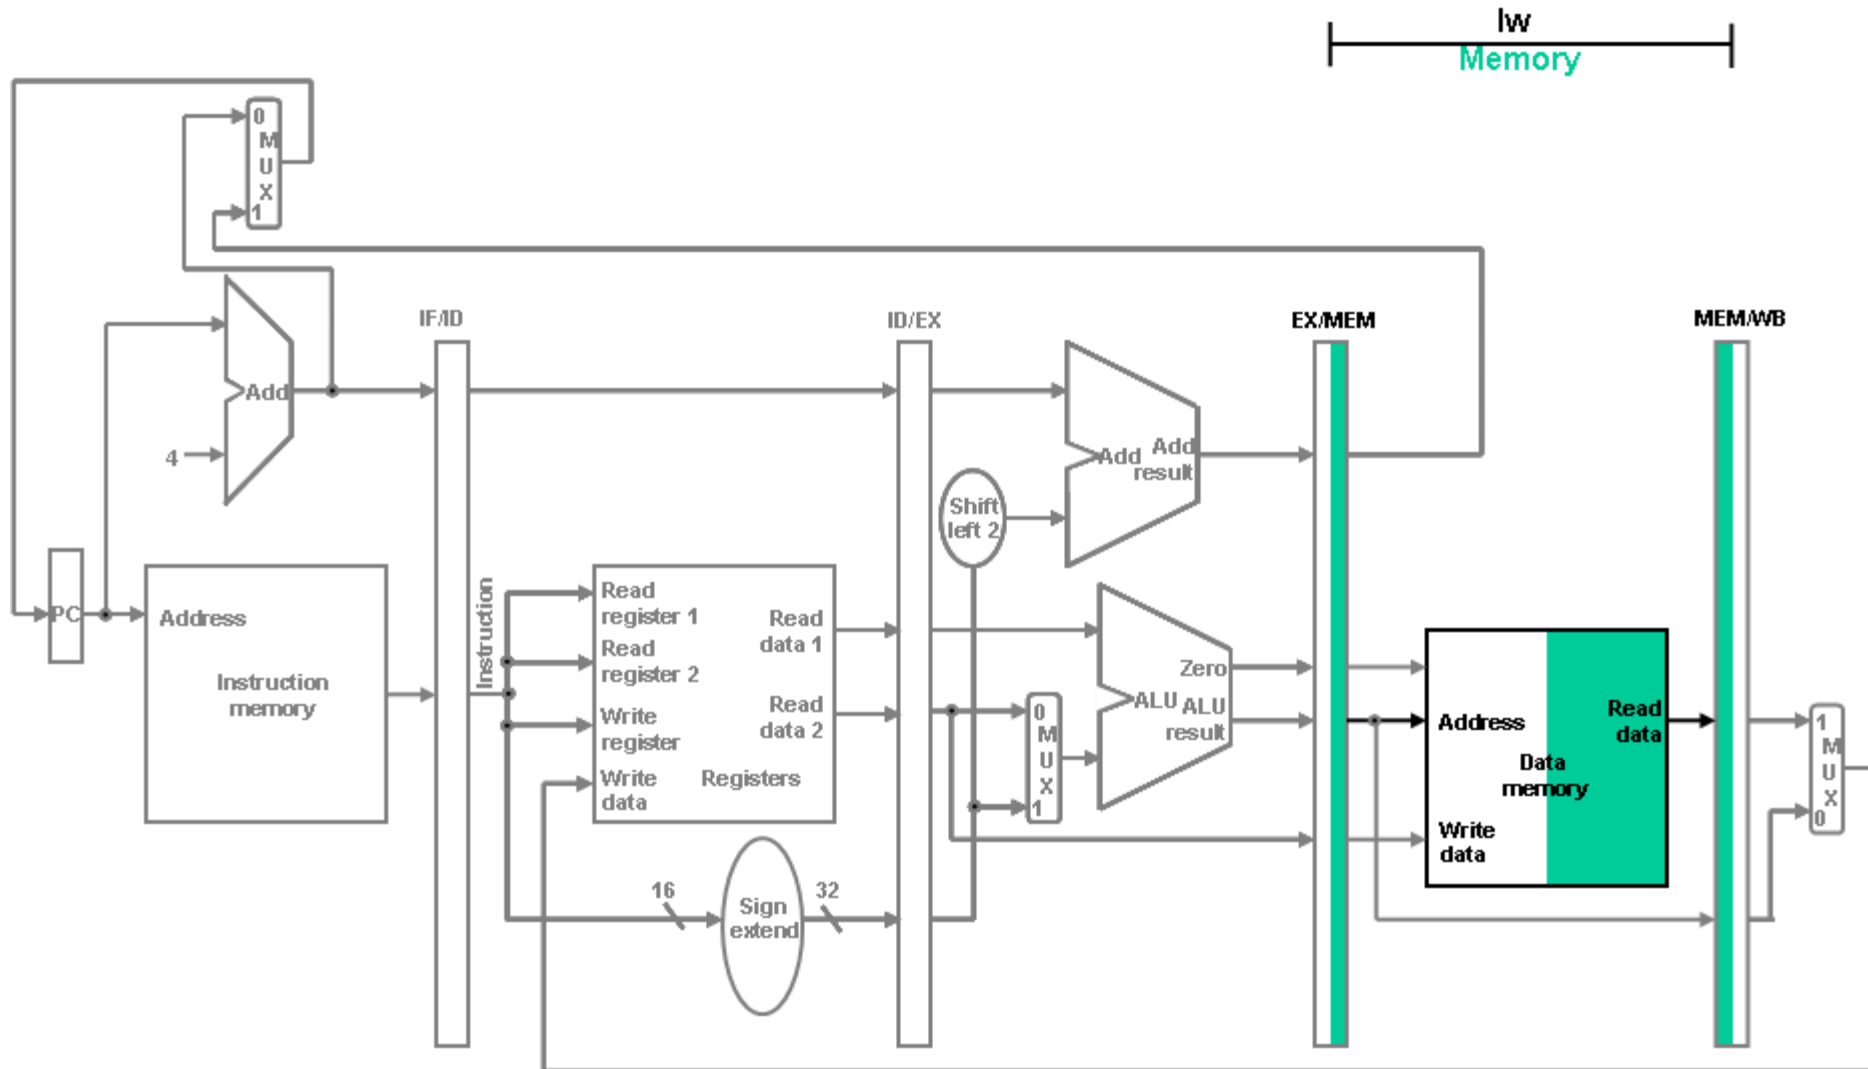 lw
Memory
0
M
U
X
1
IF/ID
ID/EX
EX/MEM
MEM/WB
Add
4
Add
Add
result
Shift
left 2
PC
Address
Instruction
memory
Instruction
Read
register 1
Read
register 2
Write
register
Write
data
Read
data 1
Read
data 2
Registers
16
Sign
extend
32
0
M
U
X
1
Zero
ALU
ALU
result
Address
Read
data
Data
memory
Write
data
1
M
U
X
0